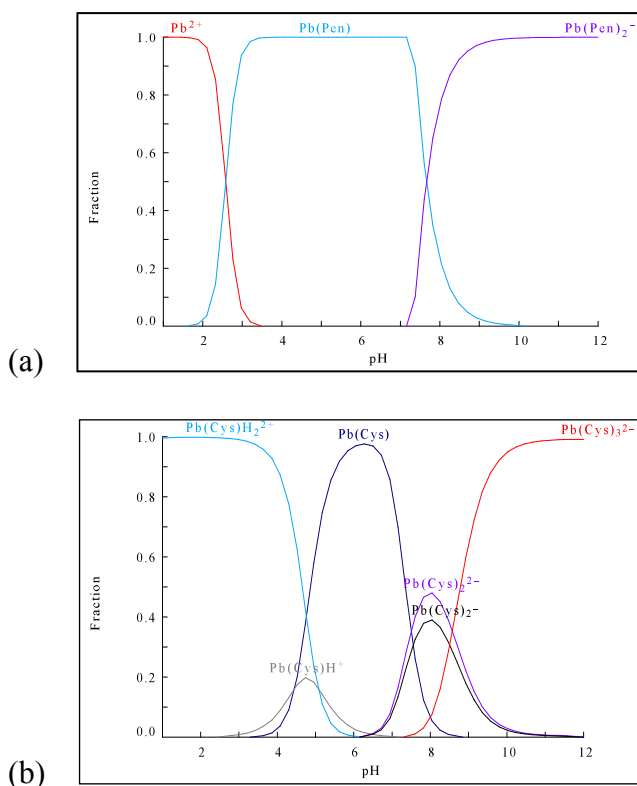 Pb²⁺ Pb(Pen) Pb(Pen)₂⁻
1.0
0.8
0.6
0.4
0.2
0.0
Fraction
2 4 6 8 10 12
pH
(a)
Pb(Cys)H₂²⁺ Pb(Cys) Pb(Cys)₃²⁻
1.0
0.8
0.6
0.4
0.2
0.0
Fraction
Pb(Cys)₂²⁻
Pb(Cys)₂⁻
Pb(Cys)H⁺
2 4 6 8 10 12
pH
(b)